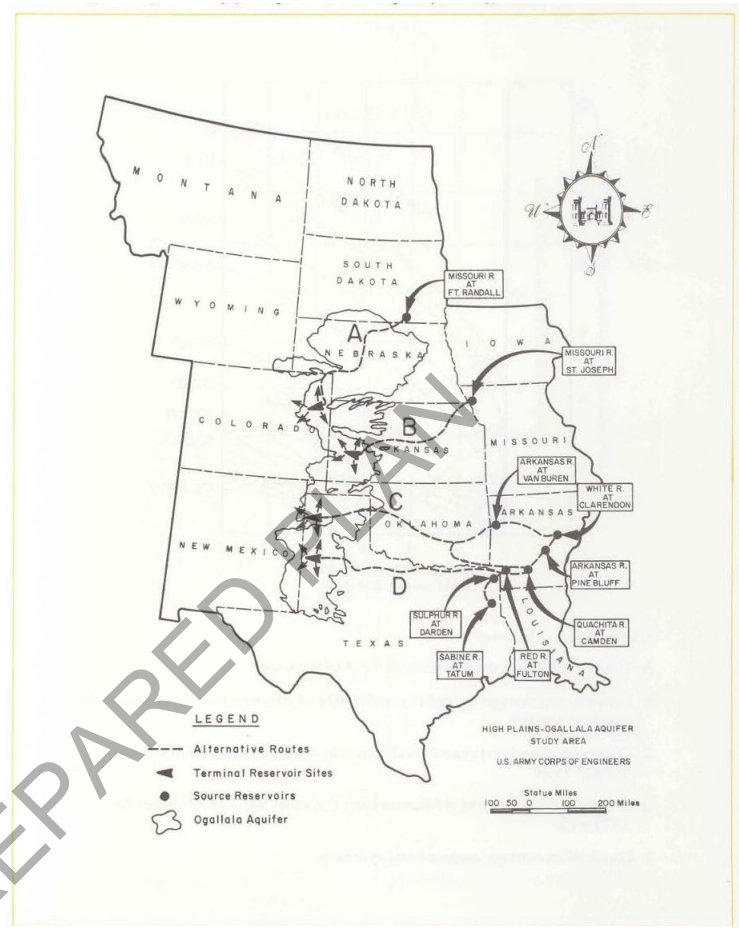 N
W
E
S
MONTANA
NORTH
DAKOTA
SOUTH
DAKOTA
MISSOURI R.
AT
FT. RANDALL
WYOMING
A
NEBRASKA
IOWA
MISSOURI R.
AT
ST. JOSEPH
COLORADO
B
KANSAS
MISSOURI
ARKANSAS R.
AT
VAN BUREN
WHITE R.
AT
CLARENDON
C
OKLAHOMA
ARKANSAS
NEW MEXICO
ARKANSAS R.
AT
PINE BLUFF
D
SULPHUR R.
AT
DARDEN
QUACHITA R.
AT
CAMDEN
SABINE R.
AT
TATUM
RED R.
AT
FULTON
LOUISIANA
TEXAS
LEGEND
Alternative Routes
Terminal Reservoir Sites
Source Reservoirs
Ogallala Aquifer
HIGH PLAINS-OGALLALA AQUIFER
STUDY AREA
U.S. ARMY CORPS OF ENGINEERS
Statue Miles
100 50 0 100 200 Miles
REPARED PLAN